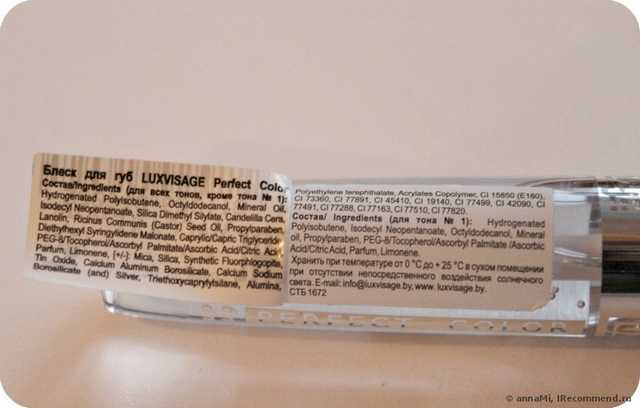 Блеск для губ LUXVISAGE Perfect Color
Состав/Ingredients (для всех тонов, кроме тона № 1):
Hydrogenated Polyisobutene, Octyldodecanol, Mineral Oil,
Isodecyl Neopentanoate, Silica Dimethyl Silylate, Candelilla Cera,
Lanolin, Ricinus Communis (Castor) Seed Oil, Propylparaben,
Diethylhexyl Syringylidene Malonate, Caprylic/Capric Triglyceride,
PEG-8/Tocopherol/Ascorbyl Palmitate/Ascorbic Acid/Citric Acid
Parfum, Limonene, [+/-]: Mica, Silica, Synthetic Fluorphlogopite,
Tin Oxide, Calcium Aluminum Borosilicate, Calcium Sodium
Borosilicate (and) Silver, Triethoxycaprylylsilane, Alumina,
Polyethylene terephthalate, Acrylates Copolymer, CI 15850 (E160),
CI 73360, CI 77891, CI 45410, CI 19140, CI 77499, CI 42090, CI
77491, CI 77288, CI 77163, CI 77510, CI 77820.
Состав/ Ingredients (для тона № 1): Hydrogenated
Polyisobutene, Isodecyl Neopentanoate, Octyldodecanol, Mineral
Oil, Propylparaben, PEG-8/Tocopherol/Ascorbyl Palmitate /Ascorbic
Acid/Citric Acid, Parfum, Limonene.
Хранить при температуре от 0 °C до + 25 °C в сухом помещении
при отсутствии непосредственного воздействия солнечного
света. E-mail: info@luxvisage.by, www. luxvisage.by.
СТБ 1672
PERFECT COLOR
© annaMi, IRecommend.ru